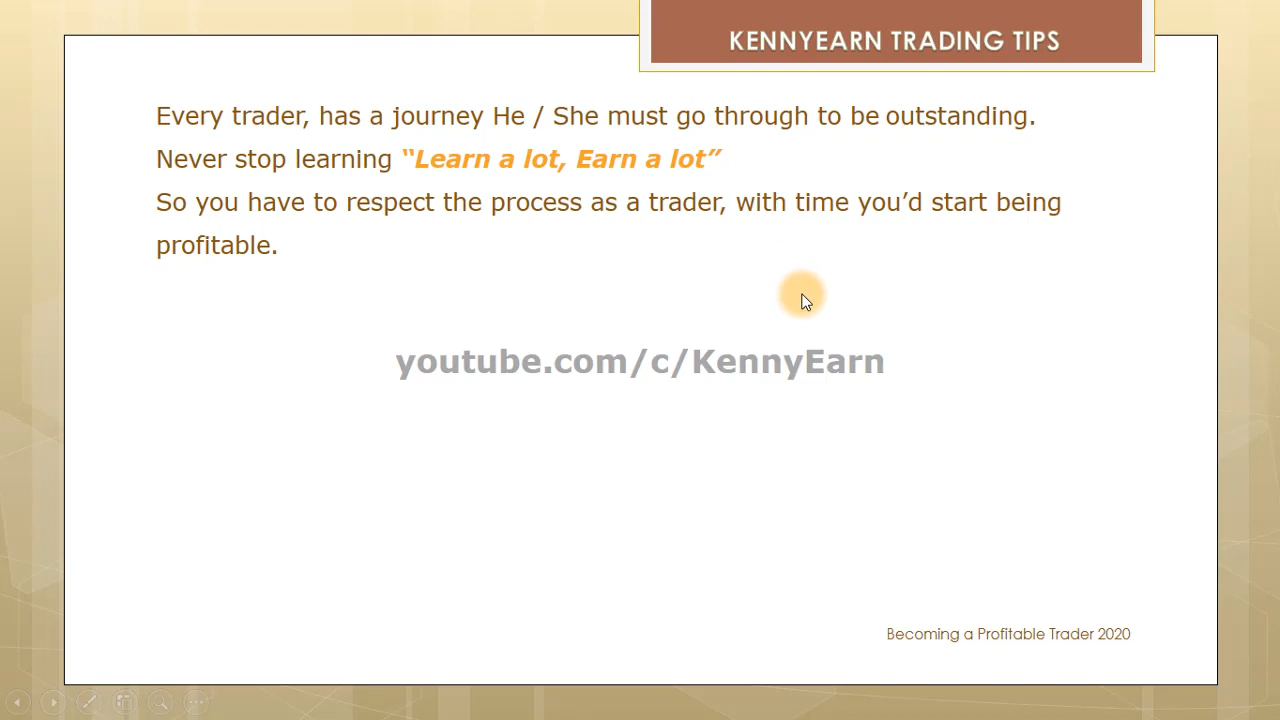 KENNYEARN TRADING TIPS
Every trader, has a journey He / She must go through to be outstanding.
Never stop learning “Learn a lot, Earn a lot”
So you have to respect the process as a trader, with time you’d start being
profitable.
youtube.com/c/KennyEarn
Becoming a Profitable Trader 2020